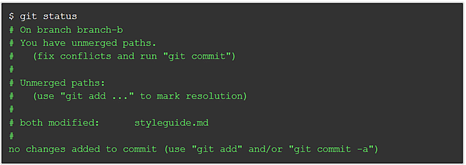 $ git status
# On branch branch-b
# You have unmerged paths.
#   (fix conflicts and run "git commit")
#
# Unmerged paths:
#   (use "git add ..." to mark resolution)
#
# both modified:      styleguide.md
#
no changes added to commit (use "git add" and/or "git commit -a")